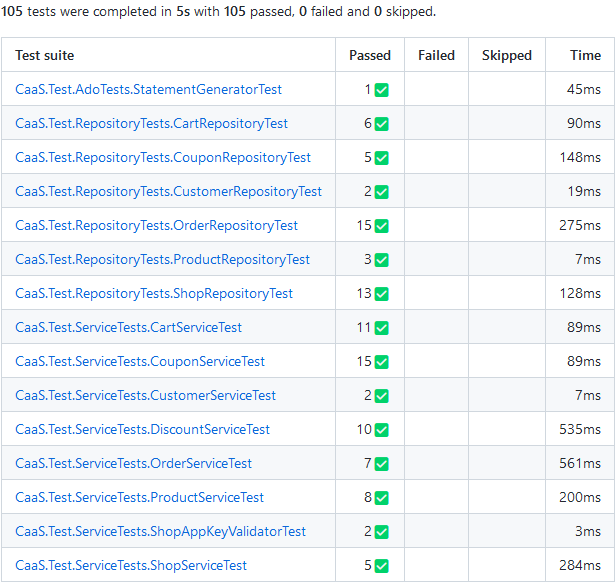 105 tests were completed in 5s with 105 passed, 0 failed and 0 skipped.
Test suite Passed Failed Skipped Time
CaaS.Test.AdoTests.StatementGeneratorTest 1 ✅ 45ms
CaaS.Test.RepositoryTests.CartRepositoryTest 6 ✅ 90ms
CaaS.Test.RepositoryTests.CouponRepositoryTest 5 ✅ 148ms
CaaS.Test.RepositoryTests.CustomerRepositoryTest 2 ✅ 19ms
CaaS.Test.RepositoryTests.OrderRepositoryTest 15 ✅ 275ms
CaaS.Test.RepositoryTests.ProductRepositoryTest 3 ✅ 7ms
CaaS.Test.RepositoryTests.ShopRepositoryTest 13 ✅ 128ms
CaaS.Test.ServiceTests.CartServiceTest 11 ✅ 89ms
CaaS.Test.ServiceTests.CouponServiceTest 15 ✅ 89ms
CaaS.Test.ServiceTests.CustomerServiceTest 2 ✅ 7ms
CaaS.Test.ServiceTests.DiscountServiceTest 10 ✅ 535ms
CaaS.Test.ServiceTests.OrderServiceTest 7 ✅ 561ms
CaaS.Test.ServiceTests.ProductServiceTest 8 ✅ 200ms
CaaS.Test.ServiceTests.ShopAppKeyValidatorTest 2 ✅ 3ms
CaaS.Test.ServiceTests.ShopServiceTest 5 ✅ 284ms